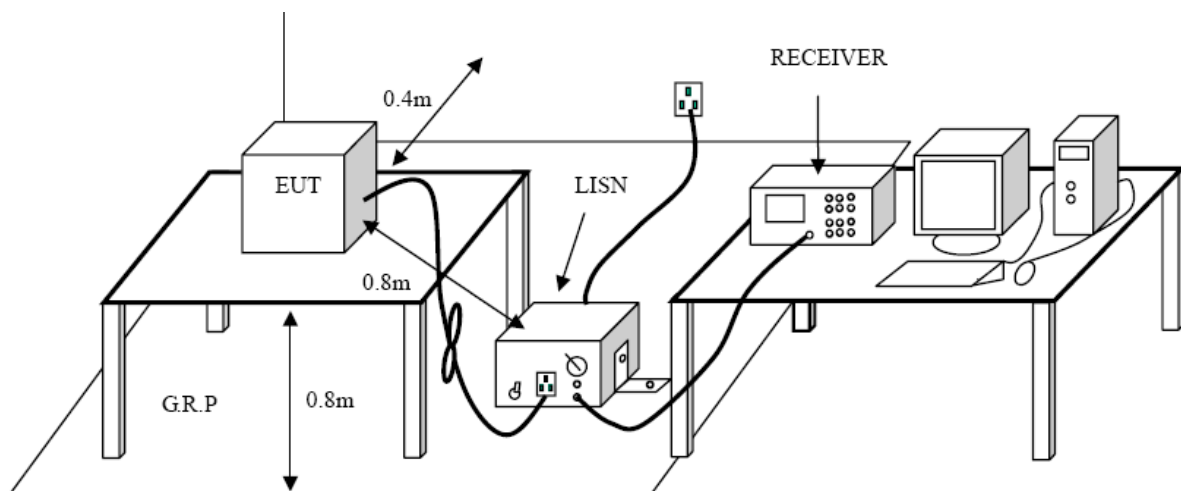 RECEIVER
0.4m
EUT
LISN
0.8m
G.R.P
0.8m